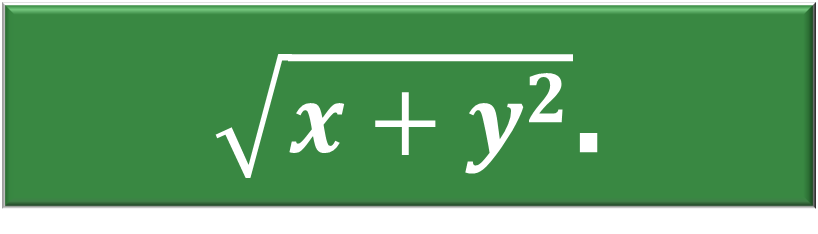 √(x + y²).